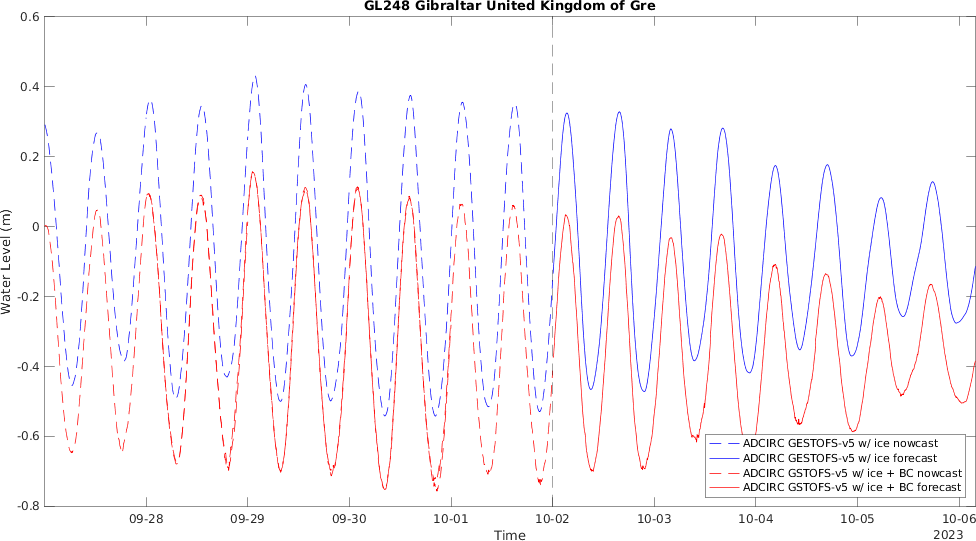 GL248 Gibraltar United Kingdom of Gre
0.6
0.4
0.2
0
-0.2
-0.4
-0.6
-0.8
Water Level (m)
ADCIRC GESTOFS-v5 w/ ice nowcast
ADCIRC GESTOFS-v5 w/ ice forecast
ADCIRC GSTOFS-v5 w/ ice + BC nowcast
ADCIRC GSTOFS-v5 w/ ice + BC forecast
09-28 09-29 09-30 10-01 10-02 10-03 10-04 10-05 10-06
Time
2023